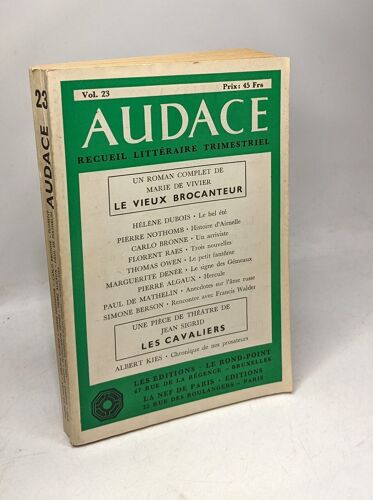 Vol. 23
Prix: 45 Frs
AUDACE
RECUEIL LITTÉRAIRE TRIMESTRIEL
UN ROMAN COMPLET DE
MARIE DE VIVIER
LE VIEUX BROCANTEUR
HÉLÈNE DUBOIS • Le bel été
PIERRE NOTHOMB • Histoire d'Airnelle
CARLO BRONNE • Un arriviste
FLORENT RAES • Trois nouvelles
THOMAS OWEN • Le petit fantôme
MARGUERITE DENÉE • Le signe des Gémeaux
PIERRE ALGAUX • Hercule
PAUL DE MATHELIN • Anecdotes sur l'âme russe
SIMONE BERSON • Rencontre avec Francis Walder
UNE PIÈCE DE THÉATRE DE
JEAN SIGRID
LES CAVALIERS
ALBERT KIES • Chronique de nos prosateurs
LES ÉDITIONS • LE ROND-POINT
67 RUE DE LA RÉGENCE - BRUXELLES
LA NEF DE PARIS • ÉDITIONS
22 RUE DES BOULANGERS - PARIS
23
AUDACE